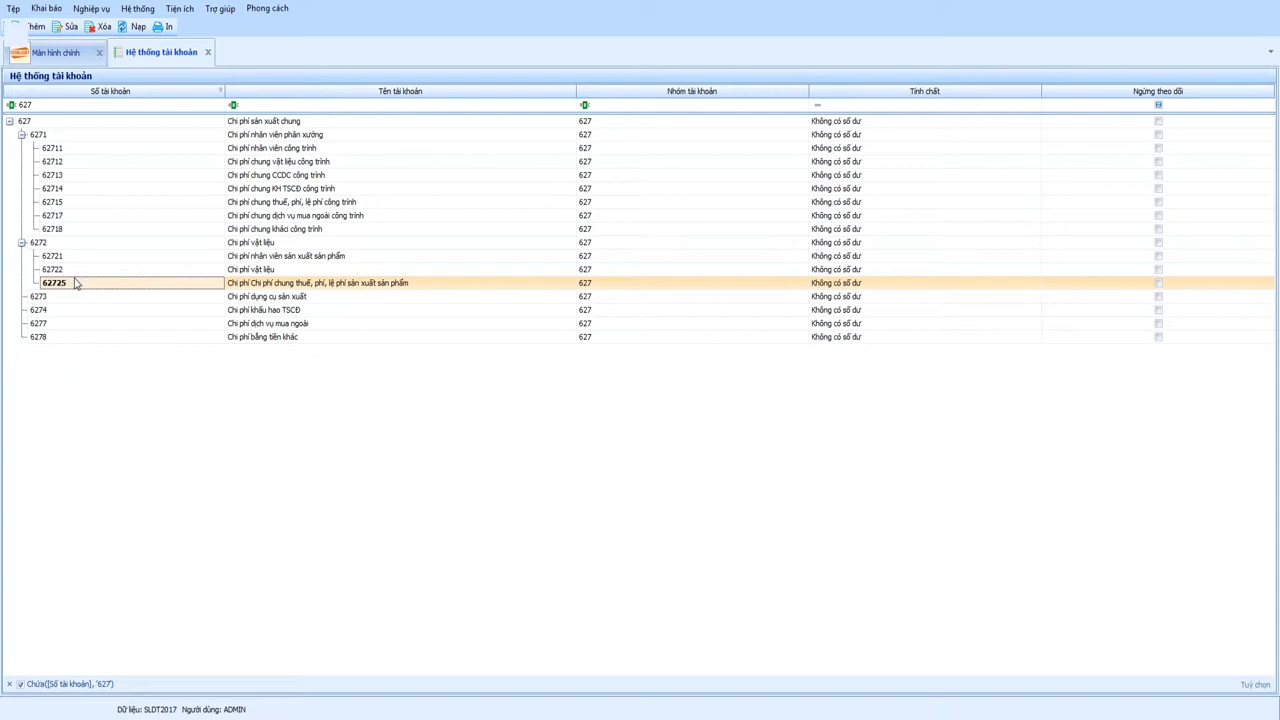 Tệp Khai báo Nghiệp vụ Hệ thống Tiện ích Trợ giúp Phong cách
Thêm Sửa Xóa Nạp In
Màn hình chính Hệ thống tài khoản
Hệ thống tài khoản
Số tài khoản Tên tài khoản Nhóm tài khoản Tính chất Ngừng theo dõi
627
627 Chi phí sản xuất chung 627 Không có số dư
6271 Chi phí nhân viên phân xưởng 627 Không có số dư
62711 Chi phí nhân viên công trình 627 Không có số dư
62712 Chi phí chung vật liệu công trình 627 Không có số dư
62713 Chi phí chung CCDC công trình 627 Không có số dư
62714 Chi phí chung KH TSCĐ công trình 627 Không có số dư
62715 Chi phí chung thuế, phí, lệ phí công trình 627 Không có số dư
62717 Chi phí chung dịch vụ mua ngoài công trình 627 Không có số dư
62718 Chi phí chung khác công trình 627 Không có số dư
6272 Chi phí vật liệu 627 Không có số dư
62721 Chi phí nhân viên sản xuất sản phẩm 627 Không có số dư
62722 Chi phí vật liệu 627 Không có số dư
62725 Chi phí Chi phí chung thuế, phí, lệ phí sản xuất sản phẩm 627 Không có số dư
6273 Chi phí dụng cụ sản xuất 627 Không có số dư
6274 Chi phí khấu hao TSCĐ 627 Không có số dư
6277 Chi phí dịch vụ mua ngoài 627 Không có số dư
6278 Chi phí bằng tiền khác 627 Không có số dư
Chứa([Số tài khoản], '627') Tuỳ chọn
Dữ liệu: SLDT2017 Người dùng: ADMIN